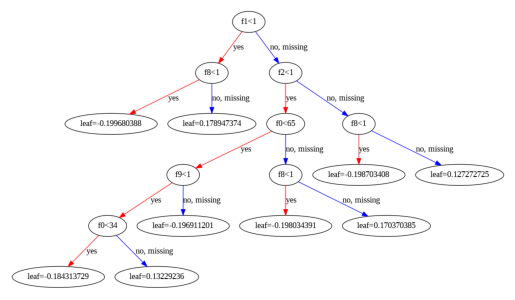 f1<1
yes
no, missing
f8<1
f2<1
yes
no, missing
yes
no, missing
leaf=-0.199680388
leaf=0.178947374
f0<65
f8<1
yes
no, missing
yes
no, missing
f9<1
f8<1
leaf=-0.198703408
leaf=0.127272725
yes
no, missing
yes
no, missing
f0<34
leaf=-0.196911201
leaf=-0.198034391
leaf=0.170370385
yes
no, missing
leaf=-0.184313729
leaf=0.13229236